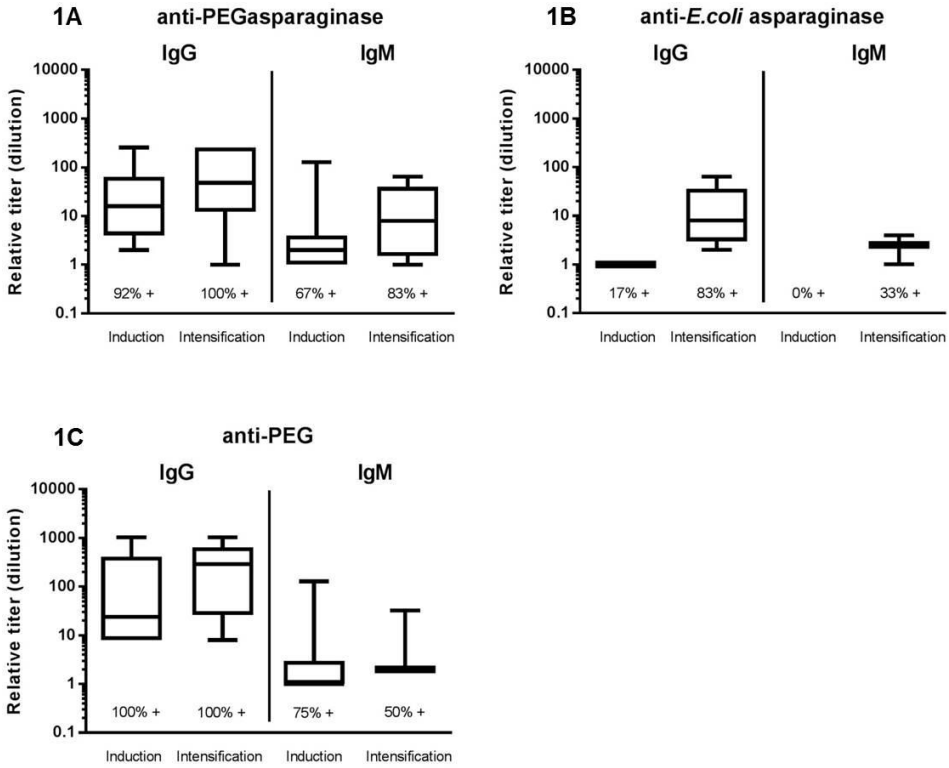 1A
anti-PEGasparaginase
IgG IgM
Relative titer (dilution)
10000
1000
100
10
1
0.1
92% + 100% + 67% + 83% +
Induction Intensification Induction Intensification
1B
anti-E.coli asparaginase
IgG IgM
Relative titer (dilution)
10000
1000
100
10
1
0.1
17% + 83% + 0% + 33% +
Induction Intensification Induction Intensification
1C
anti-PEG
IgG IgM
Relative titer (dilution)
10000
1000
100
10
1
0.1
100% + 100% + 75% + 50% +
Induction Intensification Induction Intensification